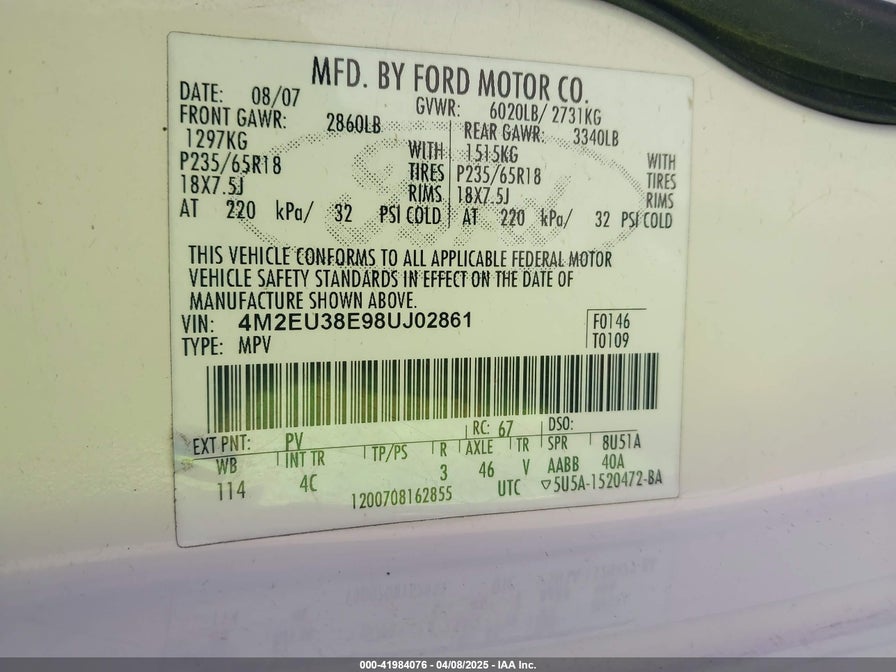 MFD. BY FORD MOTOR CO.
DATE: 08/07 GVWR: 6020LB/ 2731KG
FRONT GAWR: 2860LB REAR GAWR: 3340LB
1297KG WITH 1515KG WITH
P235/65R18 TIRES P235/65R18 TIRES
18X7.5J RIMS 18X7.5J RIMS
AT 220 kPa/ 32 PSI COLD AT 220 kPa/ 32 PSI COLD
THIS VEHICLE CONFORMS TO ALL APPLICABLE FEDERAL MOTOR
VEHICLE SAFETY STANDARDS IN EFFECT ON THE DATE OF
MANUFACTURE SHOWN ABOVE.
VIN: 4M2EU38E98UJ02861 F0146
TYPE: MPV T0109
EXT PNT: PV RC: 67 DSO:
WB INT TR TP/PS R AXLE TR SPR 8U51A
114 4C 3 46 V AABB 40A
1200708162855 UTC ▽5U5A-1520472-BA
000-41984076 - 04/08/2025 - IAA Inc.